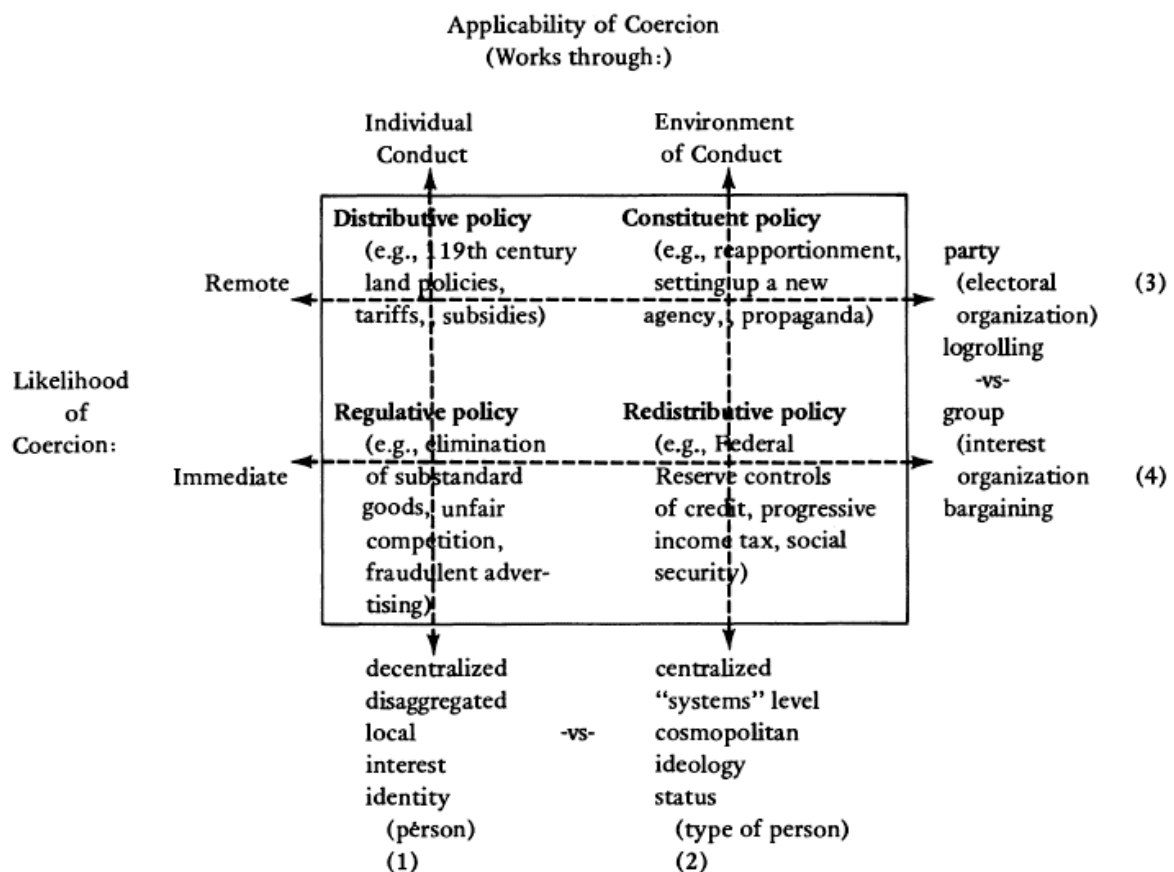 Applicability of Coercion
(Works through:)
Individual
Conduct
Environment
of Conduct
Distributive policy
(e.g., 119th century
land policies,
tariffs,, subsidies)
Constituent policy
(e.g., reapportionment,
setting up a new
agency,, propaganda)
Remote
party
(electoral
organization)
logrolling
(3)
-vs-
Likelihood
of
Coercion:
Regulative policy
(e.g., elimination
of substandard
goods, unfair
competition,
fraudulent adver-
tising)
Redistributive policy
(e.g., Federal
Reserve controls
of credit, progressive
income tax, social
security)
Immediate
group
(interest
organization
bargaining
(4)
decentralized
disaggregated
local
interest
identity
(person)
(1)
-vs-
centralized
“systems” level
cosmopolitan
ideology
status
(type of person)
(2)